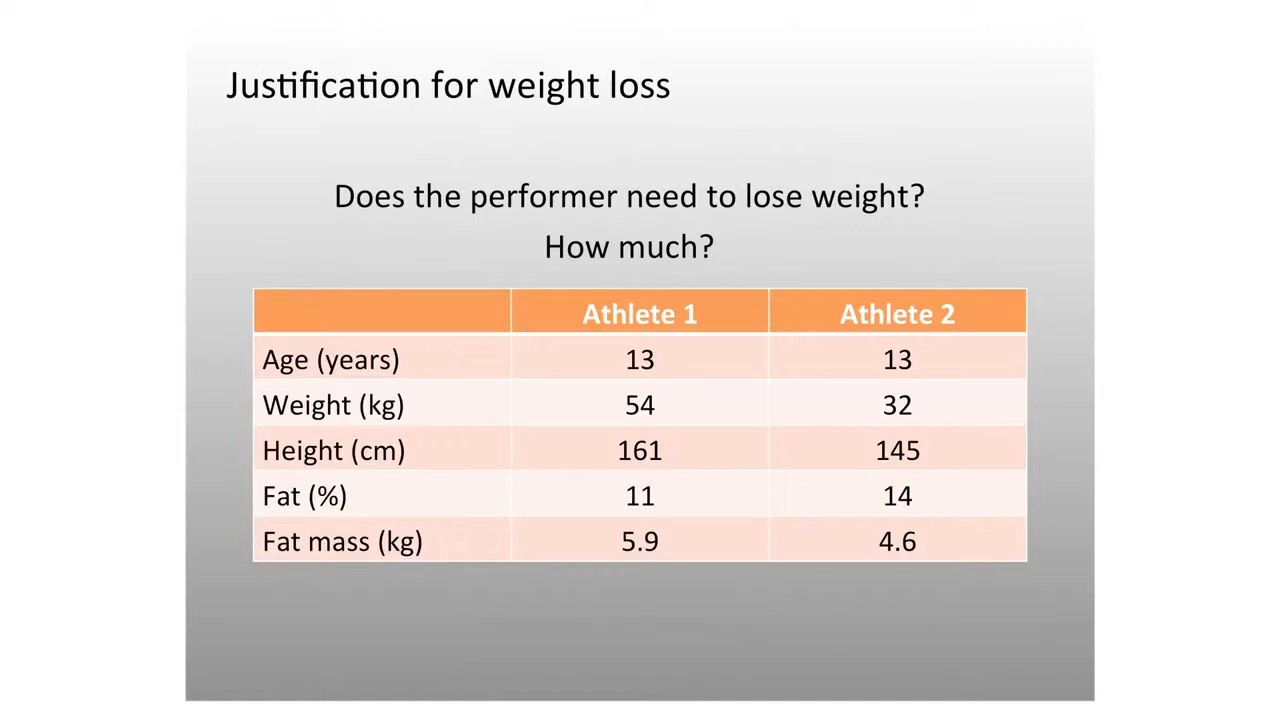 Justification for weight loss
Does the performer need to lose weight?
How much?
Athlete 1 Athlete 2
Age (years) 13 13
Weight (kg) 54 32
Height (cm) 161 145
Fat (%) 11 14
Fat mass (kg) 5.9 4.6